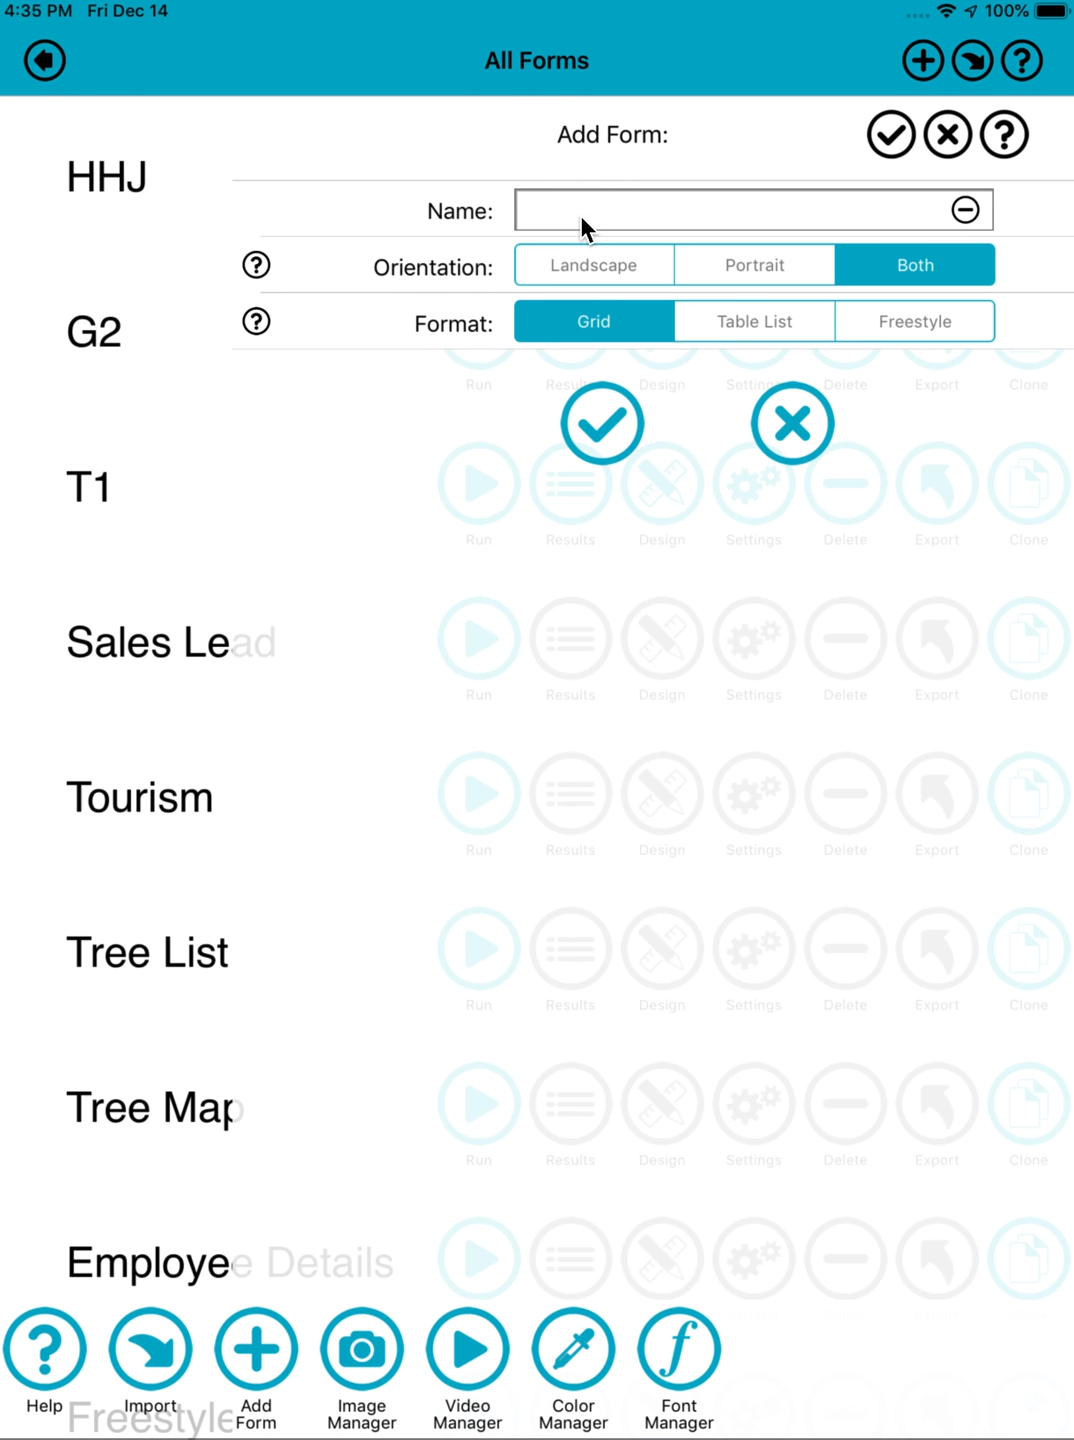 4:35 PM Fri Dec 14 100%
All Forms
Add Form:
HHJ
Name:
Orientation: Landscape Portrait Both
G2
Format: Grid Table List Freestyle
Run Results Design Settings Delete Export Clone
T1
Run Results Design Settings Delete Export Clone
Sales Lead
Run Results Design Settings Delete Export Clone
Tourism
Run Results Design Settings Delete Export Clone
Tree List
Run Results Design Settings Delete Export Clone
Tree Map
Run Results Design Settings Delete Export Clone
Employee Details
Help Import Add Form Image Manager Video Manager Color Manager Font Manager
Freestyle